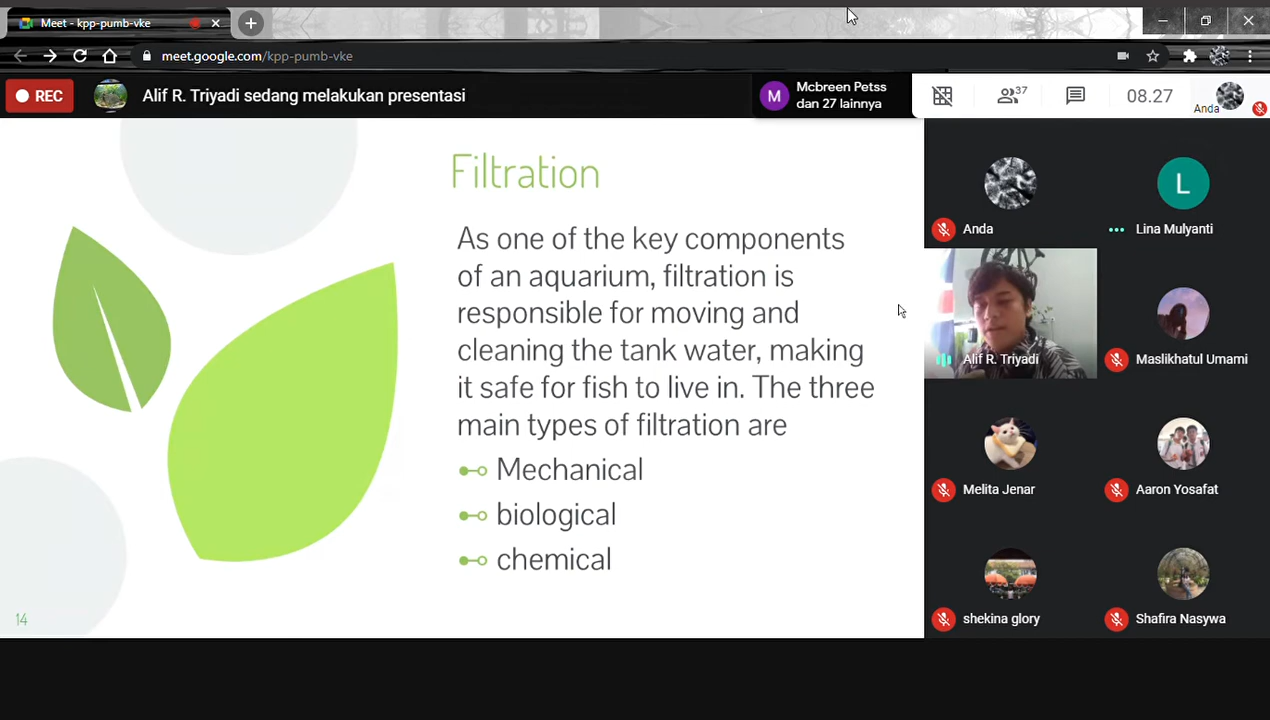 Meet - kpp-pumb-vke
meet.google.com/kpp-pumb-vke
REC
Alif R. Triyadi sedang melakukan presentasi
M
Mcbreen Petss
dan 27 lainnya
37
08.27
Anda
Filtration
As one of the key components
of an aquarium, filtration is
responsible for moving and
cleaning the tank water, making
it safe for fish to live in. The three
main types of filtration are
Mechanical
biological
chemical
14
Anda
L
Lina Mulyanti
Alif R. Triyadi
Maslikhatul Umami
Melita Jenar
Aaron Yosafat
shekina glory
Shafira Nasywa